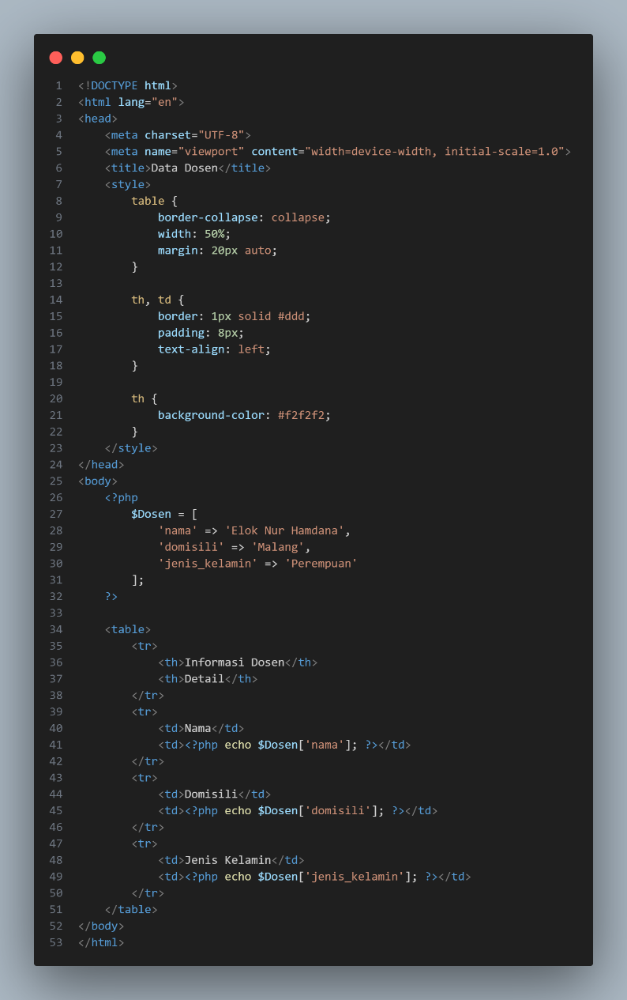 1 <!DOCTYPE html>
2 <html lang="en">
3 <head>
4     <meta charset="UTF-8">
5     <meta name="viewport" content="width=device-width, initial-scale=1.0">
6     <title>Data Dosen</title>
7     <style>
8         table {
9             border-collapse: collapse;
10             width: 50%;
11             margin: 20px auto;
12         }
13
14         th, td {
15             border: 1px solid #ddd;
16             padding: 8px;
17             text-align: left;
18         }
19
20         th {
21             background-color: #f2f2f2;
22         }
23     </style>
24 </head>
25 <body>
26     <?php
27         $Dosen = [
28             'nama' => 'Elok Nur Hamdana',
29             'domisili' => 'Malang',
30             'jenis_kelamin' => 'Perempuan'
31         ];
32     ?>
33
34     <table>
35         <tr>
36             <th>Informasi Dosen</th>
37             <th>Detail</th>
38         </tr>
39         <tr>
40             <td>Nama</td>
41             <td><?php echo $Dosen['nama']; ?></td>
42         </tr>
43         <tr>
44             <td>Domisili</td>
45             <td><?php echo $Dosen['domisili']; ?></td>
46         </tr>
47         <tr>
48             <td>Jenis Kelamin</td>
49             <td><?php echo $Dosen['jenis_kelamin']; ?></td>
50         </tr>
51     </table>
52 </body>
53 </html>